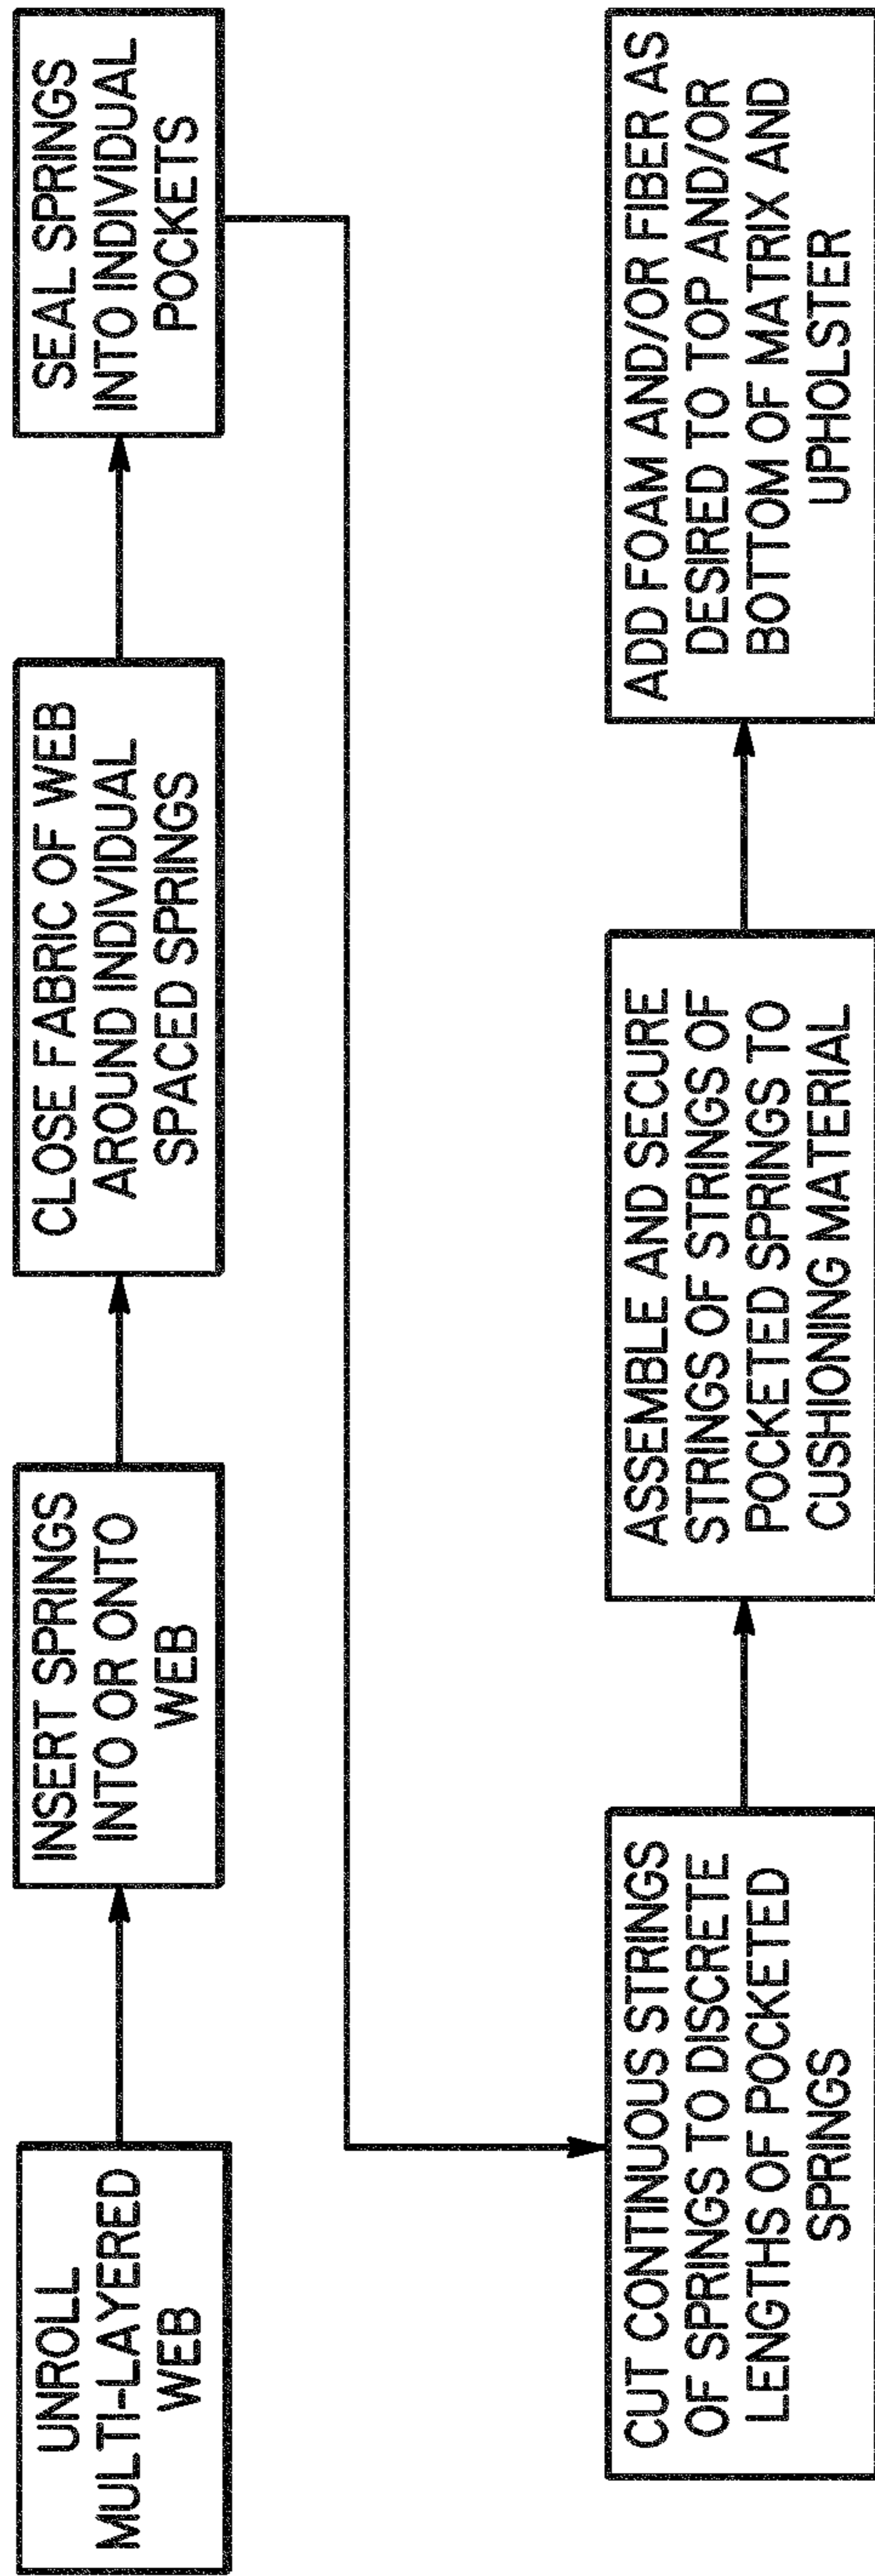 UNROLL
MULTI-LAYERED
WEB
INSERT SPRINGS
INTO OR ONTO
WEB
CLOSE FABRIC OF WEB
AROUND INDIVIDUAL
SPACED SPRINGS
SEAL SPRINGS
INTO INDIVIDUAL
POCKETS
CUT CONTINUOUS STRINGS
OF SPRINGS TO DISCRETE
LENGTHS OF POCKETED
SPRINGS
ASSEMBLE AND SECURE
STRINGS OF STRINGS OF
POCKETED SPRINGS TO
CUSHIONING MATERIAL
ADD FOAM AND/OR FIBER AS
DESIRED TO TOP AND/OR
BOTTOM OF MATRIX AND
UPHOLSTER